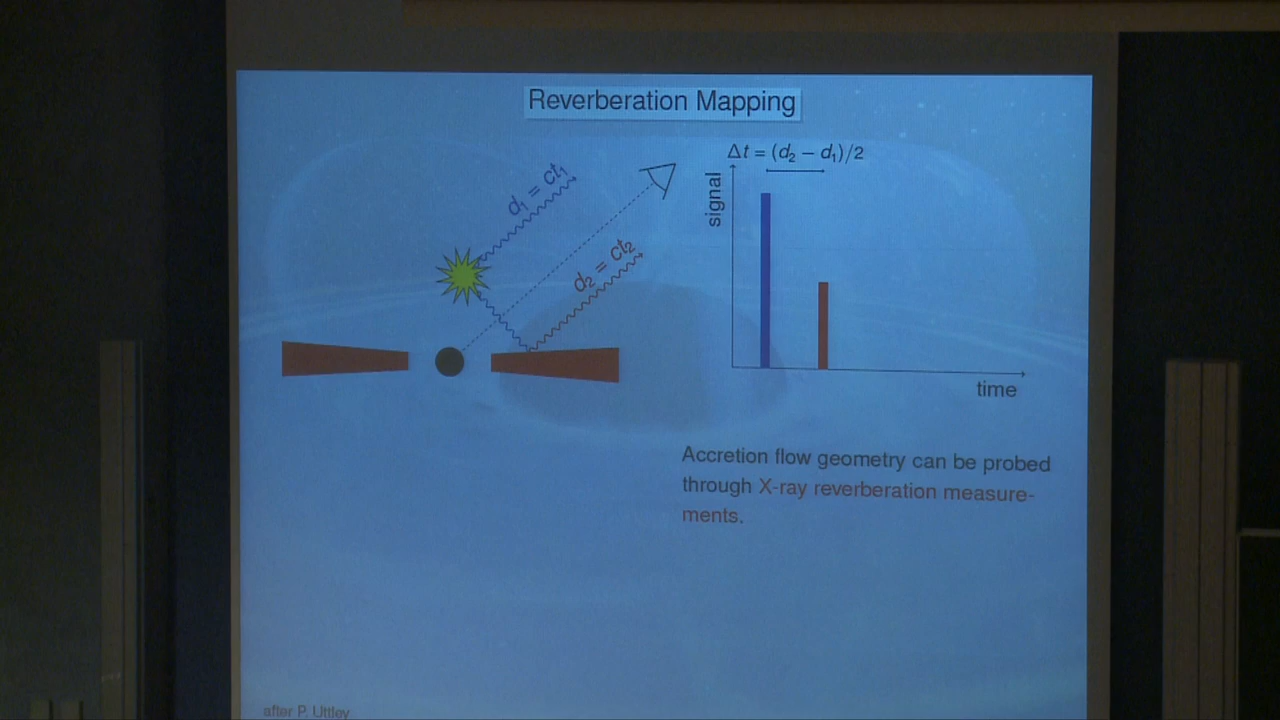 Reverberation Mapping
d₁ = ct₁
d₂ = ct₂
Δt = (d₂ − d₁)/2
signal
time
Accretion flow geometry can be probed
through X-ray reverberation measure-
ments.
after P. Uttley